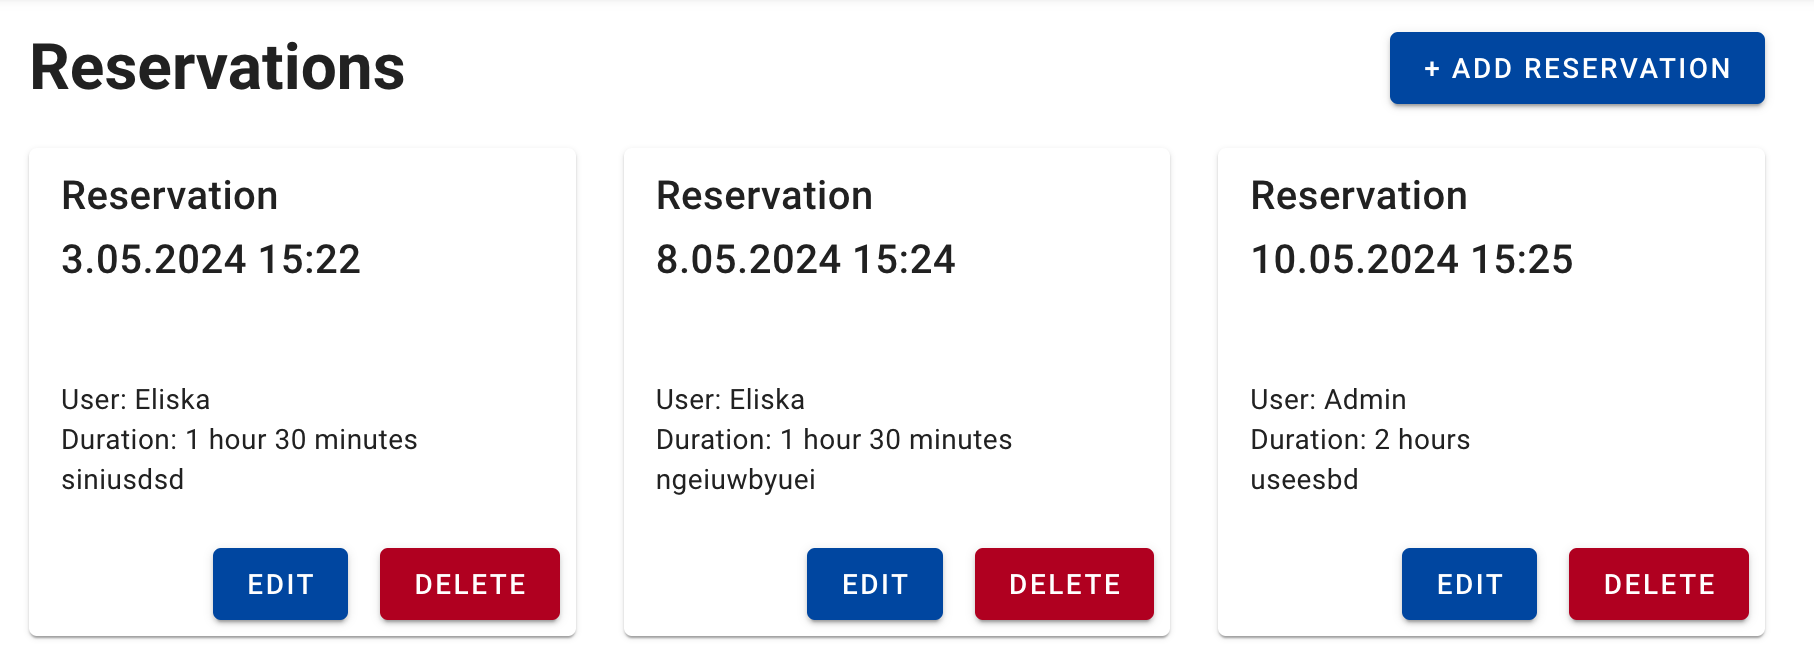 Reservations
+ ADD RESERVATION
Reservation
3.05.2024 15:22
User: Eliska
Duration: 1 hour 30 minutes
siniusdsd
EDIT
DELETE
Reservation
8.05.2024 15:24
User: Eliska
Duration: 1 hour 30 minutes
ngeiuwbyuei
EDIT
DELETE
Reservation
10.05.2024 15:25
User: Admin
Duration: 2 hours
useesbd
EDIT
DELETE